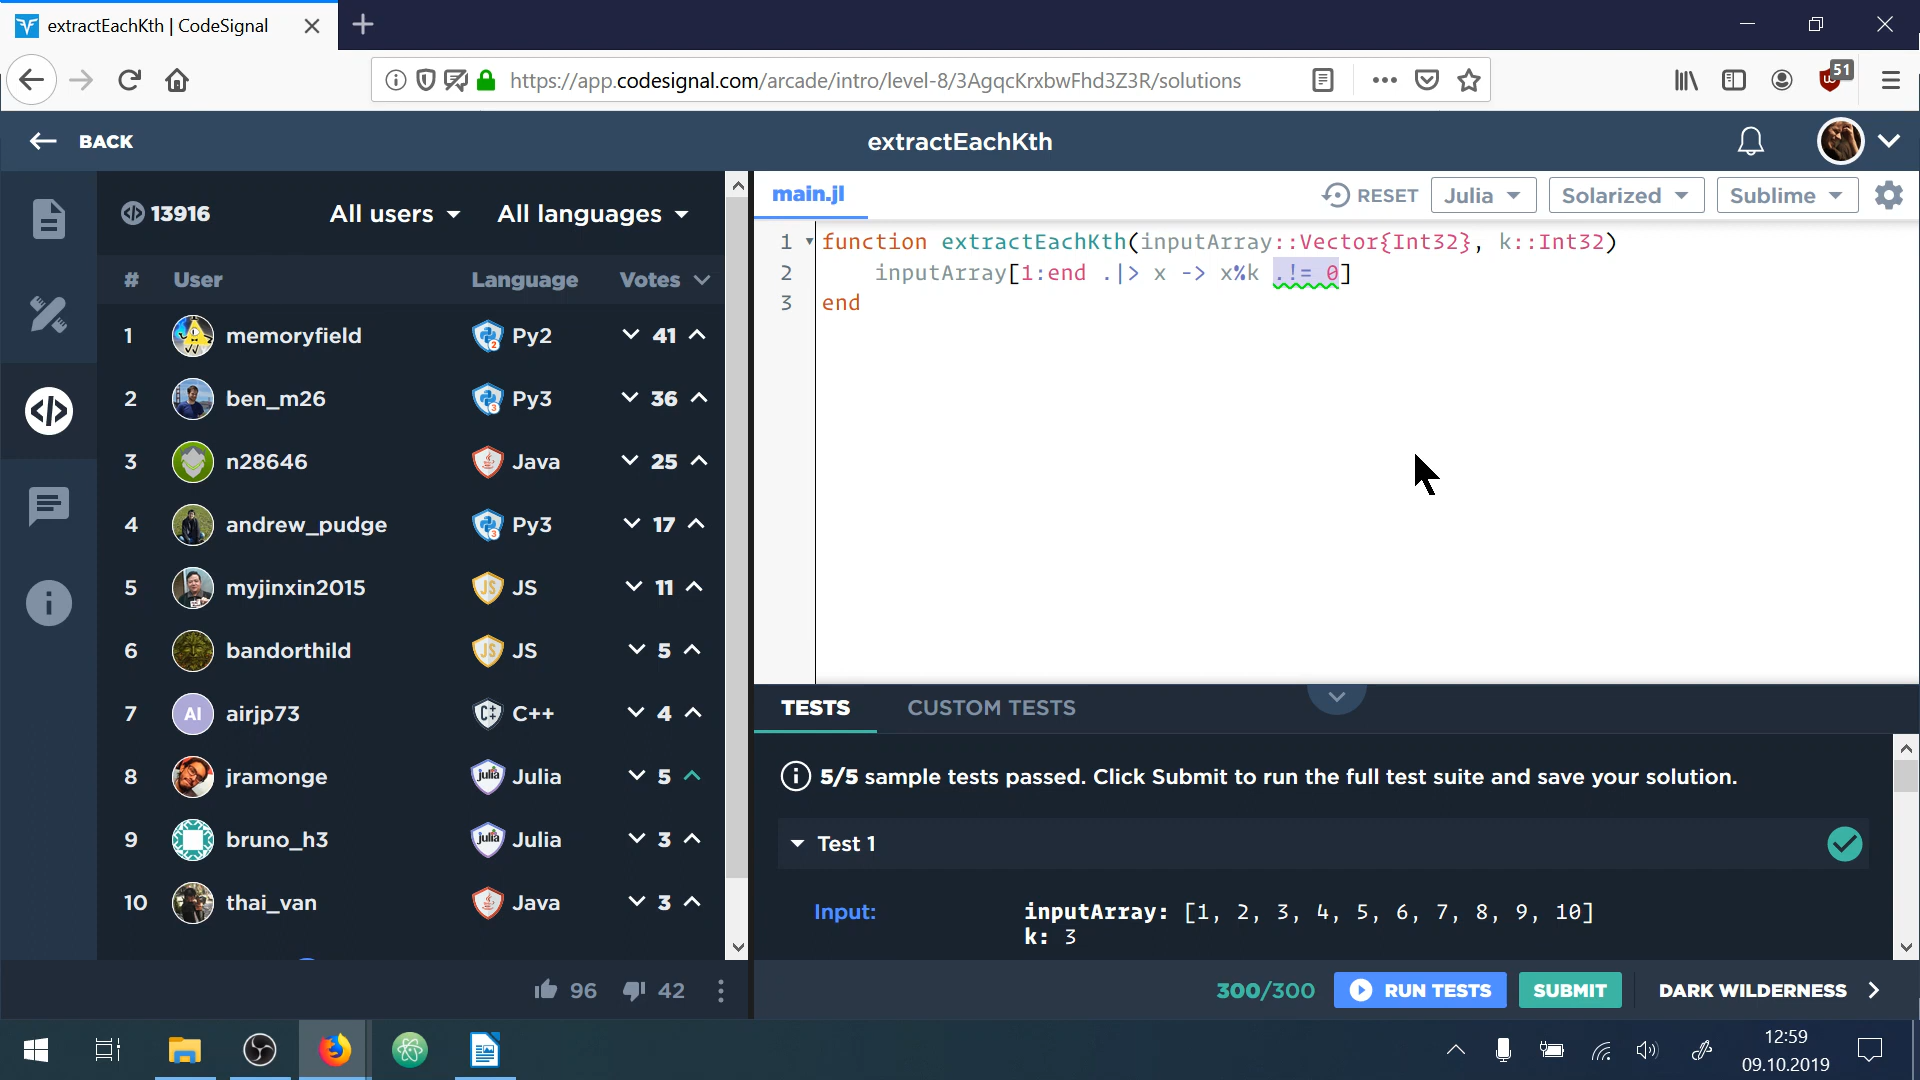 extractEachKth | CodeSignal
https://app.codesignal.com/arcade/intro/level-8/3AgqcKrxbwFhd3Z3R/solutions
51
BACK
extractEachKth
13916
All users
All languages
# User Language Votes
1 memoryfield Py2 41
2 ben_m26 Py3 36
3 n28646 Java 25
4 andrew_pudge Py3 17
5 myjinxin2015 JS 11
6 bandorthild JS 5
7 AI airjp73 C++ 4
8 jramonge Julia 5
9 bruno_h3 Julia 3
10 thai_van Java 3
96 42
main.jl
RESET
Julia
Solarized
Sublime
1 function extractEachKth(inputArray::Vector{Int32}, k::Int32)
2 inputArray[1:end .|> x -> x%k .!= 0]
3 end
TESTS
CUSTOM TESTS
5/5 sample tests passed. Click Submit to run the full test suite and save your solution.
Test 1
Input: inputArray: [1, 2, 3, 4, 5, 6, 7, 8, 9, 10]
k: 3
300/300
RUN TESTS
SUBMIT
DARK WILDERNESS
12:59
09.10.2019